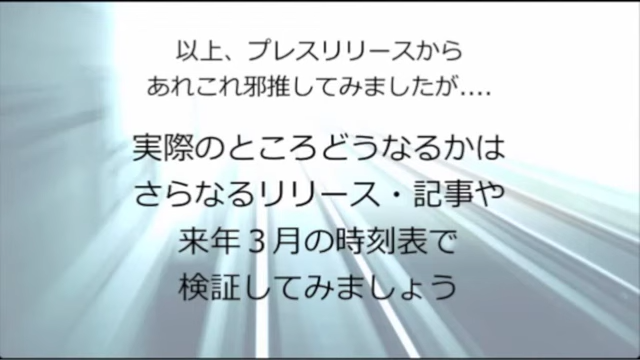 以上、プレスリリースから
あれこれ邪推してみましたが....
実際のところどうなるかは
さらなるリリース・記事や
来年３月の時刻表で
検証してみましょう